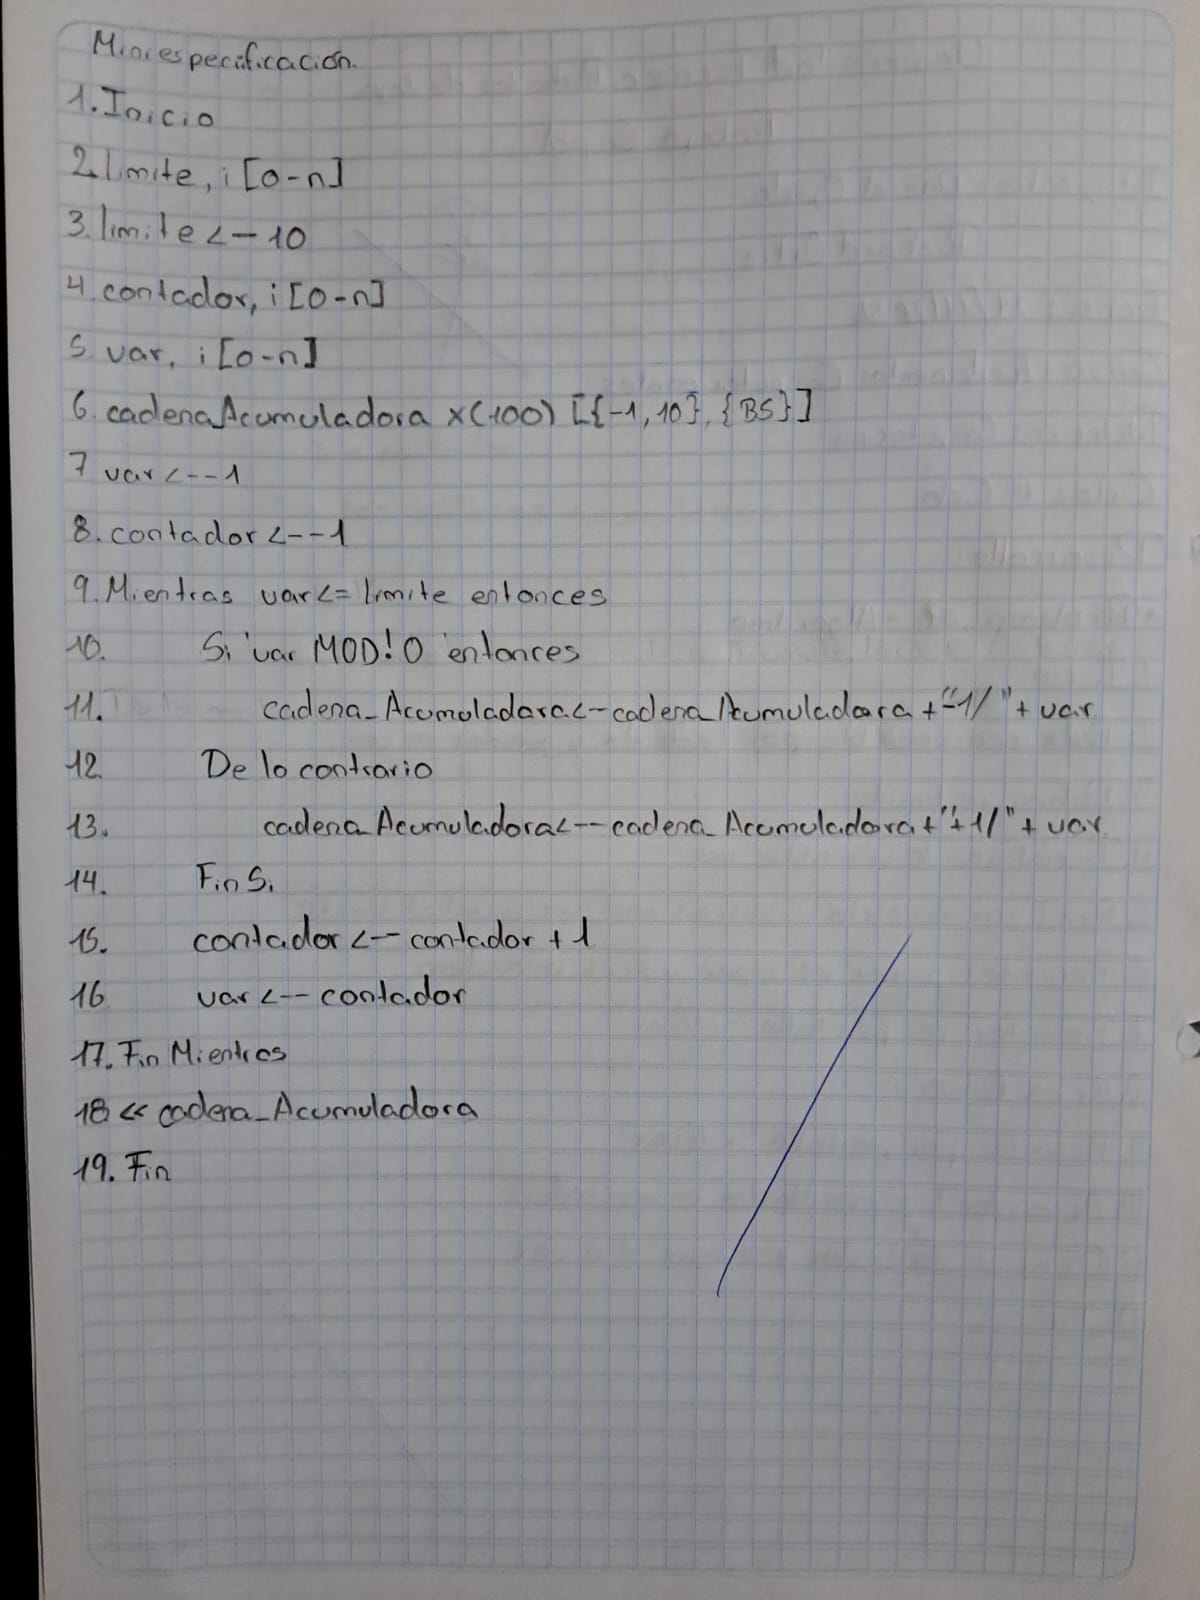 Miniespecificación.
1. Inicio
2. limite, i [0-n]
3. limite <- 10
4. contador, i [0-n]
5. var, i [0-n]
6. cadena_Acumuladora x(100) [{-1, 10}, {BS}]
7 var <--1
8. contador <--1
9. Mientras var <= limite entonces
10. Si var MOD! 0 entonces
11. cadena_Acumuladora <- cadena_Acumuladora + "-1/" + var
12. De lo contrario
13. cadena_Acumuladora <-- cadena_Acumuladora + "+1/" + var
14. Fin Si
15. contador <-- contador + 1
16. var <-- contador
17. Fin Mientras
18 << cadena_Acumuladora
19. Fin